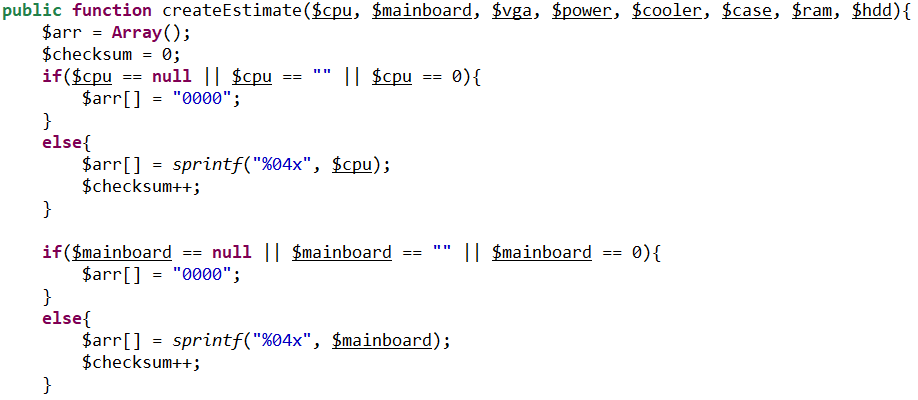 public function createEstimate($cpu, $mainboard, $vga, $power, $cooler, $case, $ram, $hdd){
    $arr = Array();
    $checksum = 0;
    if($cpu == null || $cpu == "" || $cpu == 0){
        $arr[] = "0000";
    }
    else{
        $arr[] = sprintf("%04x", $cpu);
        $checksum++;
    }

    if($mainboard == null || $mainboard == "" || $mainboard == 0){
        $arr[] = "0000";
    }
    else{
        $arr[] = sprintf("%04x", $mainboard);
        $checksum++;
    }